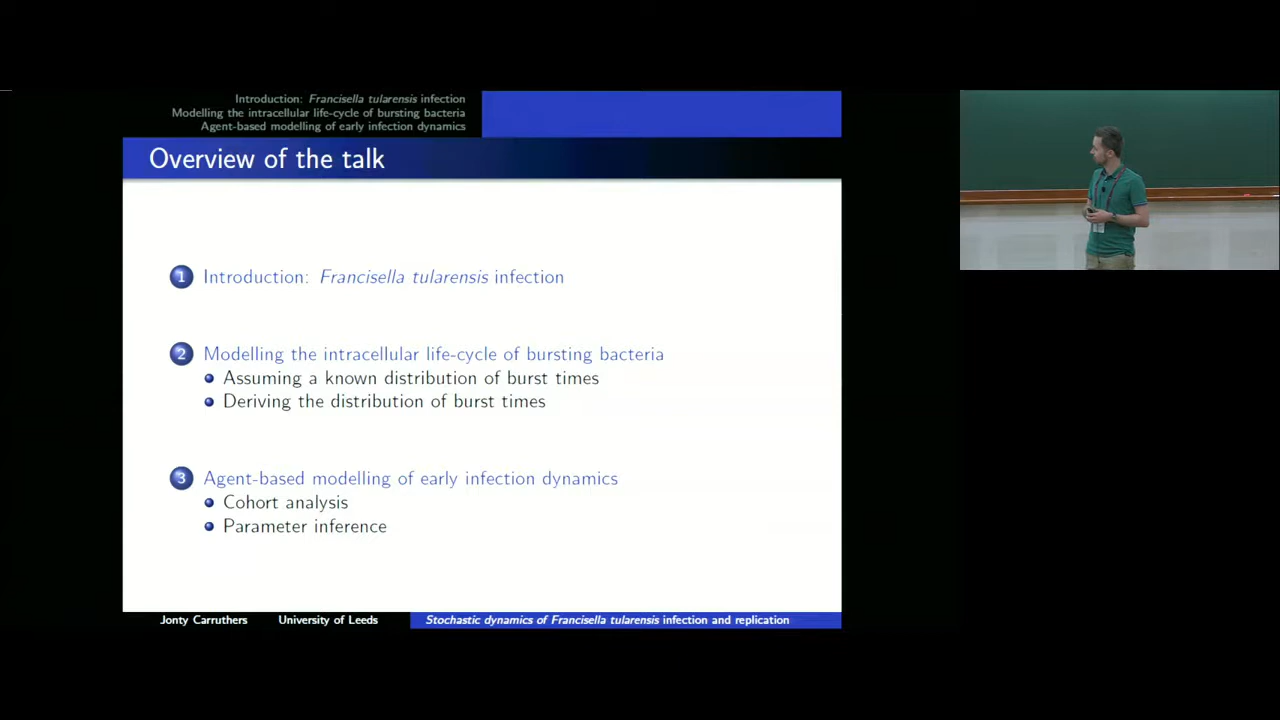 Introduction: Francisella tularensis infection
Modelling the intracellular life-cycle of bursting bacteria
Agent-based modelling of early infection dynamics
Overview of the talk
1 Introduction: Francisella tularensis infection
2 Modelling the intracellular life-cycle of bursting bacteria
Assuming a known distribution of burst times
Deriving the distribution of burst times
3 Agent-based modelling of early infection dynamics
Cohort analysis
Parameter inference
Jonty Carruthers University of Leeds Stochastic dynamics of Francisella tularensis infection and replication